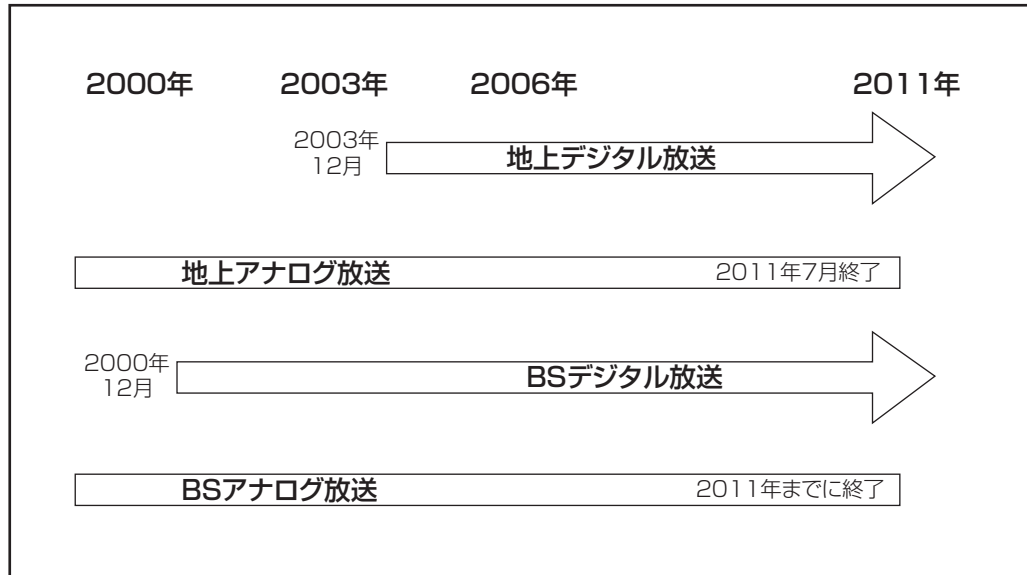 2000年 2003年 2006年 2011年
2003年
12月
地上デジタル放送
地上アナログ放送 2011年7月終了
2000年
12月
BSデジタル放送
BSアナログ放送 2011年までに終了